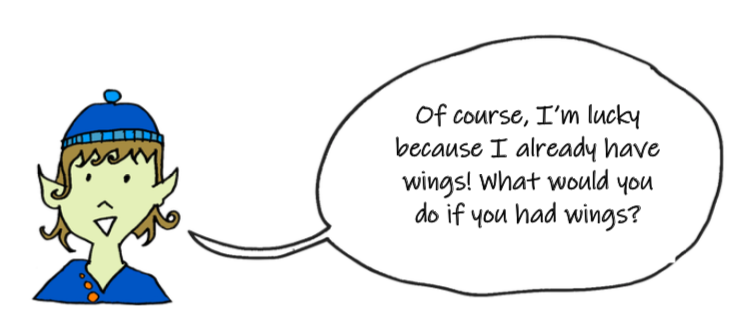 Of course, I'm lucky
because I already have
wings! What would you
do if you had wings?